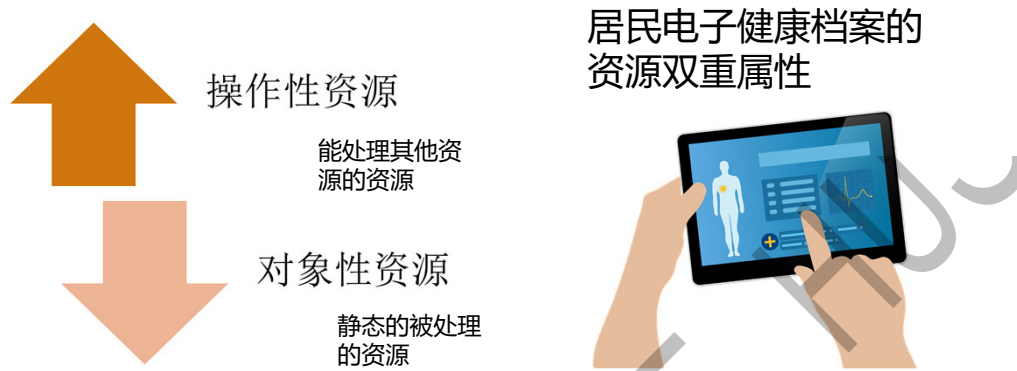 操作性资源
能处理其他资
源的资源
对象性资源
静态的被处理
的资源
居民电子健康档案的
资源双重属性